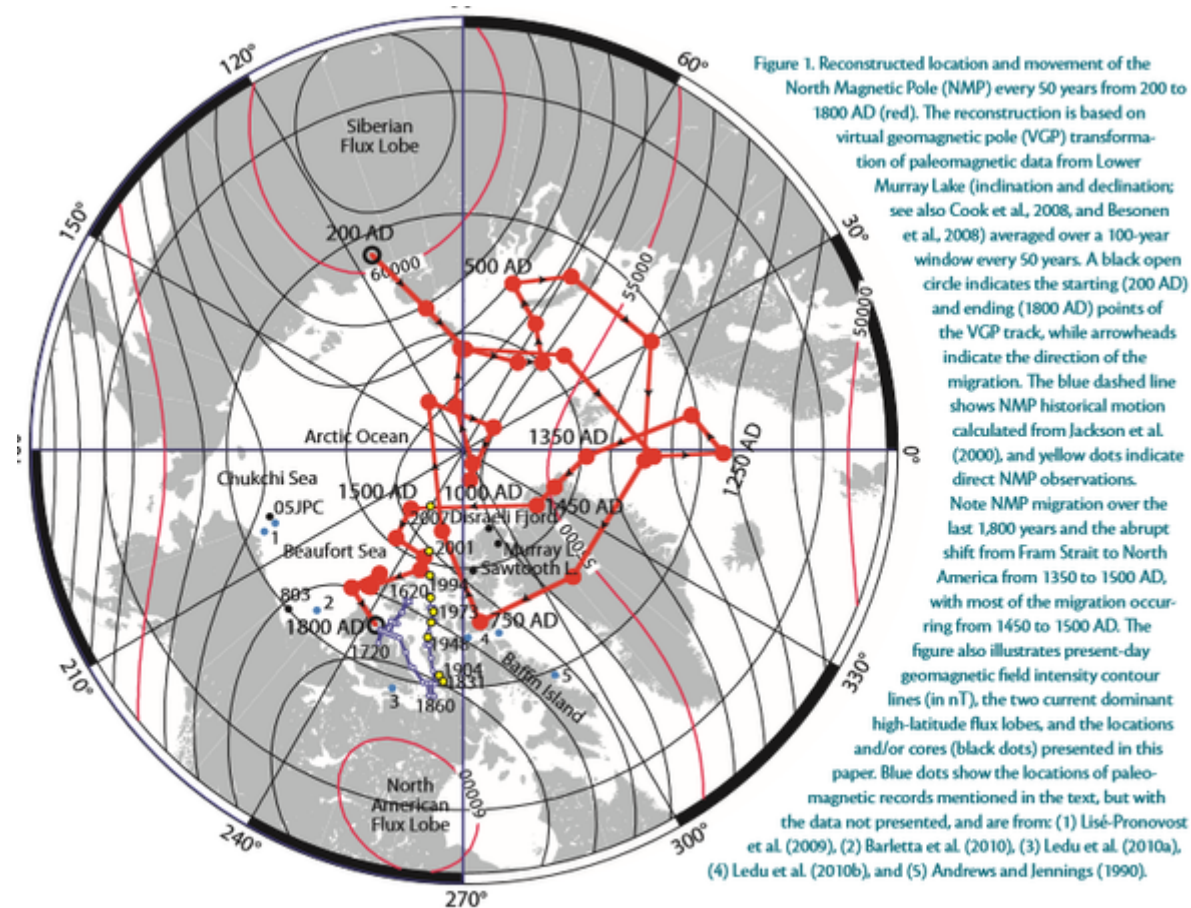 120°
60°
Siberian
Flux Lobe
150°
30°
200 AD
60000
500 AD
55000
50000
Arctic Ocean
1350 AD
0°
1250 AD
Chukchi Sea
1500 AD
1000 AD
1450 AD
05JPC
2007
Disraeli Fjord
1
Beaufort Sea
2001
Murray L.
55000
Sawtooth L.
1994
803
2
1620
1973
1800 AD
750 AD
4
1720
1948
1904
5
1831
3
1860
Baffin Island
210°
330°
North
American
Flux Lobe
60000
240°
300°
270°
Figure 1. Reconstructed location and movement of the
North Magnetic Pole (NMP) every 50 years from 200 to
1800 AD (red). The reconstruction is based on
virtual geomagnetic pole (VGP) transforma-
tion of paleomagnetic data from Lower
Murray Lake (inclination and declination;
see also Cook et al., 2008, and Besonen
et al., 2008) averaged over a 100-year
window every 50 years. A black open
circle indicates the starting (200 AD)
and ending (1800 AD) points of
the VGP track, while arrowheads
indicate the direction of the
migration. The blue dashed line
shows NMP historical motion
calculated from Jackson et al.
(2000), and yellow dots indicate
direct NMP observations.
Note NMP migration over the
last 1,800 years and the abrupt
shift from Fram Strait to North
America from 1350 to 1500 AD,
with most of the migration occur-
ring from 1450 to 1500 AD. The
figure also illustrates present-day
geomagnetic field intensity contour
lines (in nT), the two current dominant
high-latitude flux lobes, and the locations
and/or cores (black dots) presented in this
paper. Blue dots show the locations of paleo-
magnetic records mentioned in the text, but with
the data not presented, and are from: (1) Lisé-Pronovost
et al. (2009), (2) Barletta et al. (2010), (3) Ledu et al. (2010a),
(4) Ledu et al. (2010b), and (5) Andrews and Jennings (1990).